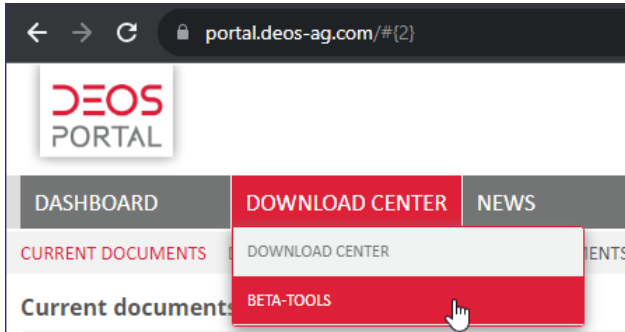 portal.deos-ag.com/#{2}
DEOS
PORTAL
DASHBOARD DOWNLOAD CENTER NEWS
CURRENT DOCUMENTS DOWNLOAD CENTER
BETA-TOOLS
Current documents